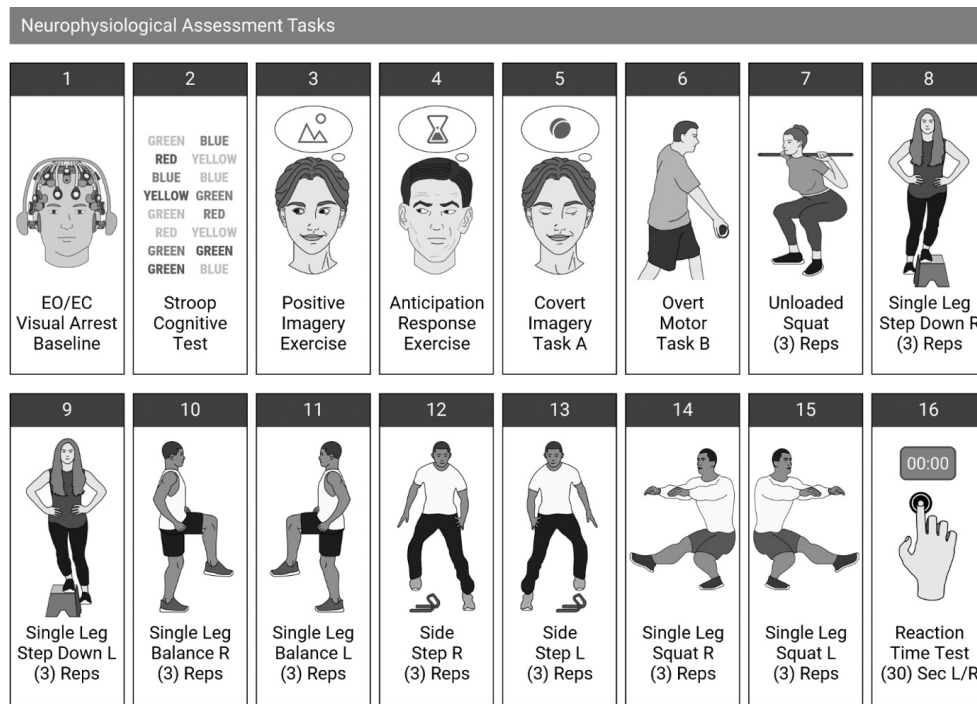 Neurophysiological Assessment Tasks
1
EO/EC
Visual Arrest
Baseline
2
GREEN BLUE
RED YELLOW
BLUE BLUE
YELLOW GREEN
GREEN RED
RED YELLOW
GREEN GREEN
GREEN BLUE
Stroop
Cognitive
Test
3
Positive
Imagery
Exercise
4
Anticipation
Response
Exercise
5
Covert
Imagery
Task A
6
Overt
Motor
Task B
7
Unloaded
Squat
(3) Reps
8
Single Leg
Step Down R
(3) Reps
9
Single Leg
Step Down L
(3) Reps
10
Single Leg
Balance R
(3) Reps
11
Single Leg
Balance L
(3) Reps
12
Side
Step R
(3) Reps
13
Side
Step L
(3) Reps
14
Single Leg
Squat R
(3) Reps
15
Single Leg
Squat L
(3) Reps
16
00:00
Reaction
Time Test
(30) Sec L/R